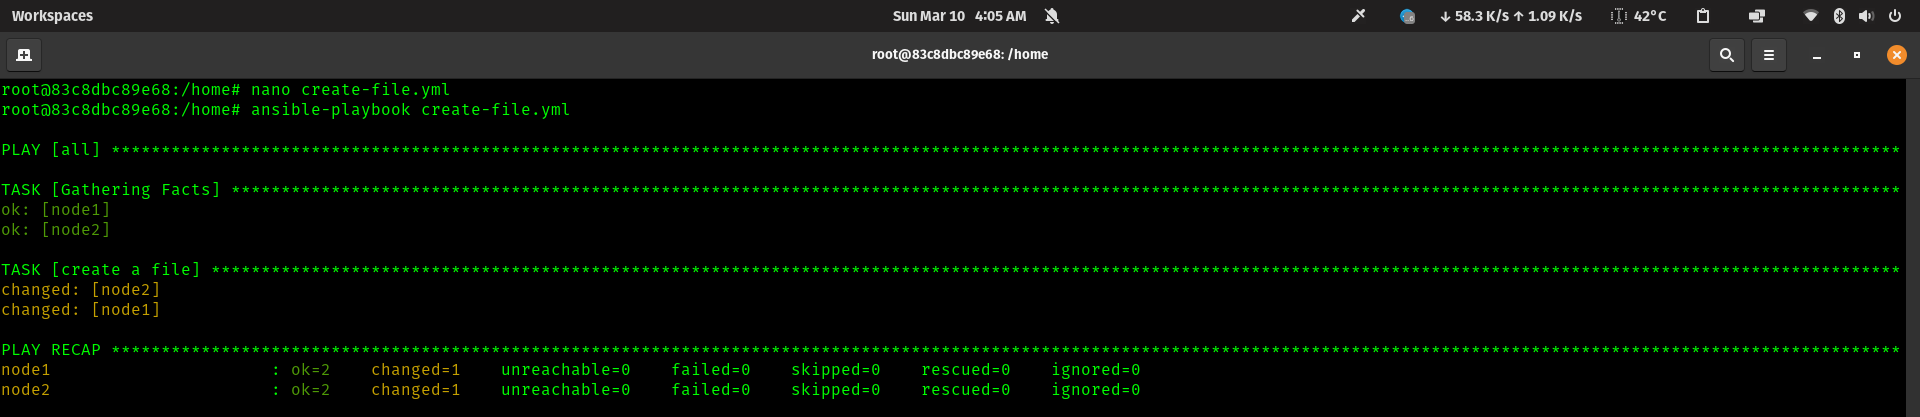 Workspaces Sun Mar 10 4:05 AM ↓ 58.3 K/s ↑ 1.09 K/s 42°C
root@83c8dbc89e68: /home
root@83c8dbc89e68:/home# nano create-file.yml
root@83c8dbc89e68:/home# ansible-playbook create-file.yml
PLAY [all] ***********************************************************************************************************************************************************************************
TASK [Gathering Facts] ***********************************************************************************************************************************************************************
ok: [node1]
ok: [node2]
TASK [create a file] *************************************************************************************************************************************************************************
changed: [node2]
changed: [node1]
PLAY RECAP ***********************************************************************************************************************************************************************************
node1                      : ok=2    changed=1    unreachable=0    failed=0    skipped=0    rescued=0    ignored=0
node2                      : ok=2    changed=1    unreachable=0    failed=0    skipped=0    rescued=0    ignored=0